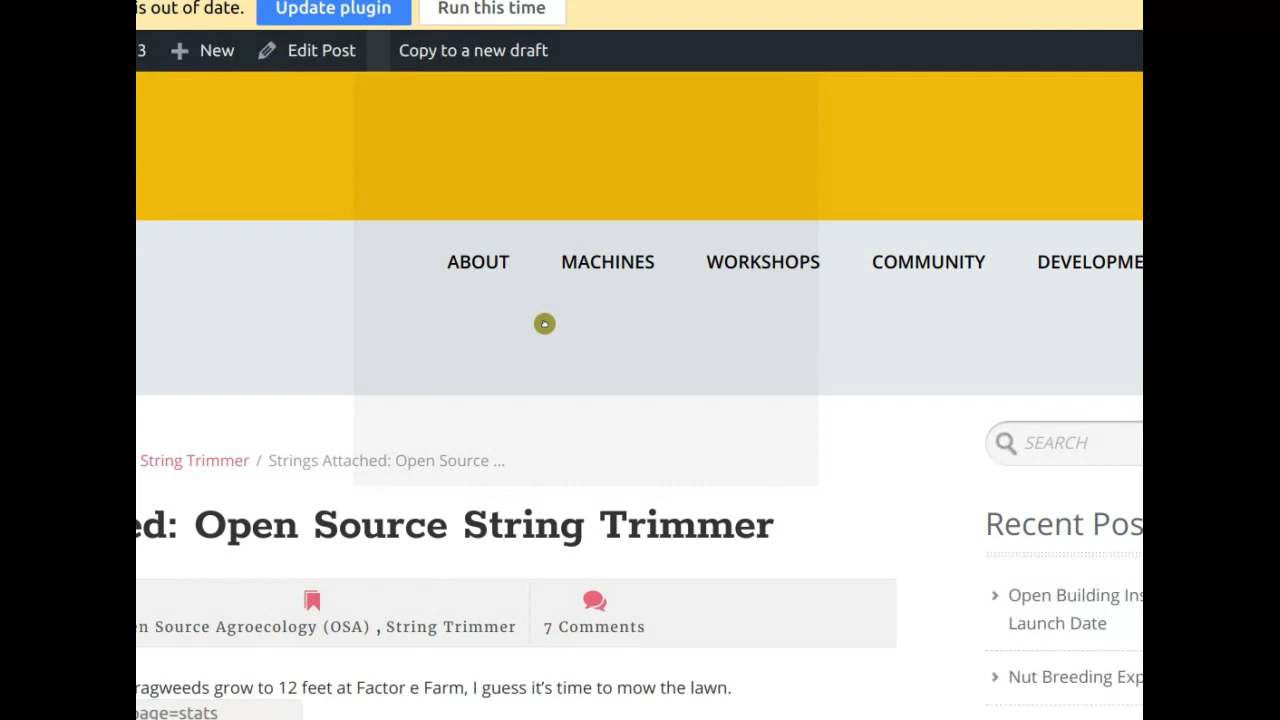 is out of date. Update plugin Run this time
3 New Edit Post Copy to a new draft
ABOUT MACHINES WORKSHOPS COMMUNITY DEVELOPME
String Trimmer / Strings Attached: Open Source ...
SEARCH
ed: Open Source String Trimmer
Recent Pos
n Source Agroecology (OSA) , String Trimmer
7 Comments
Open Building Ins
Launch Date
Nut Breeding Exp
ragweeds grow to 12 feet at Factor e Farm, I guess it’s time to mow the lawn.
page=stats